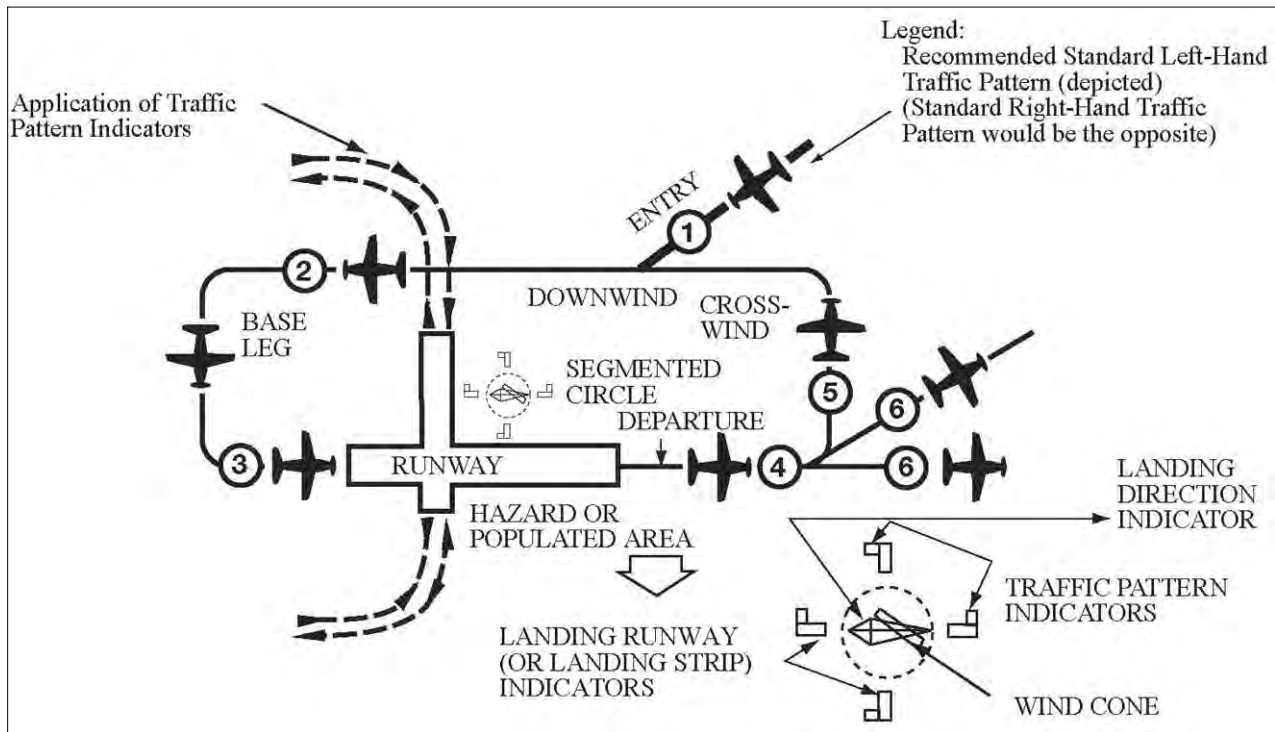 Legend:
Recommended Standard Left-Hand
Traffic Pattern (depicted)
(Standard Right-Hand Traffic
Pattern would be the opposite)
Application of Traffic
Pattern Indicators
ENTRY
1
2
DOWNWIND
CROSS-
WIND
BASE
LEG
SEGMENTED
CIRCLE
DEPARTURE
5
6
3
RUNWAY
4
6
HAZARD OR
POPULATED AREA
LANDING
DIRECTION
INDICATOR
TRAFFIC PATTERN
INDICATORS
LANDING RUNWAY
(OR LANDING STRIP)
INDICATORS
WIND CONE